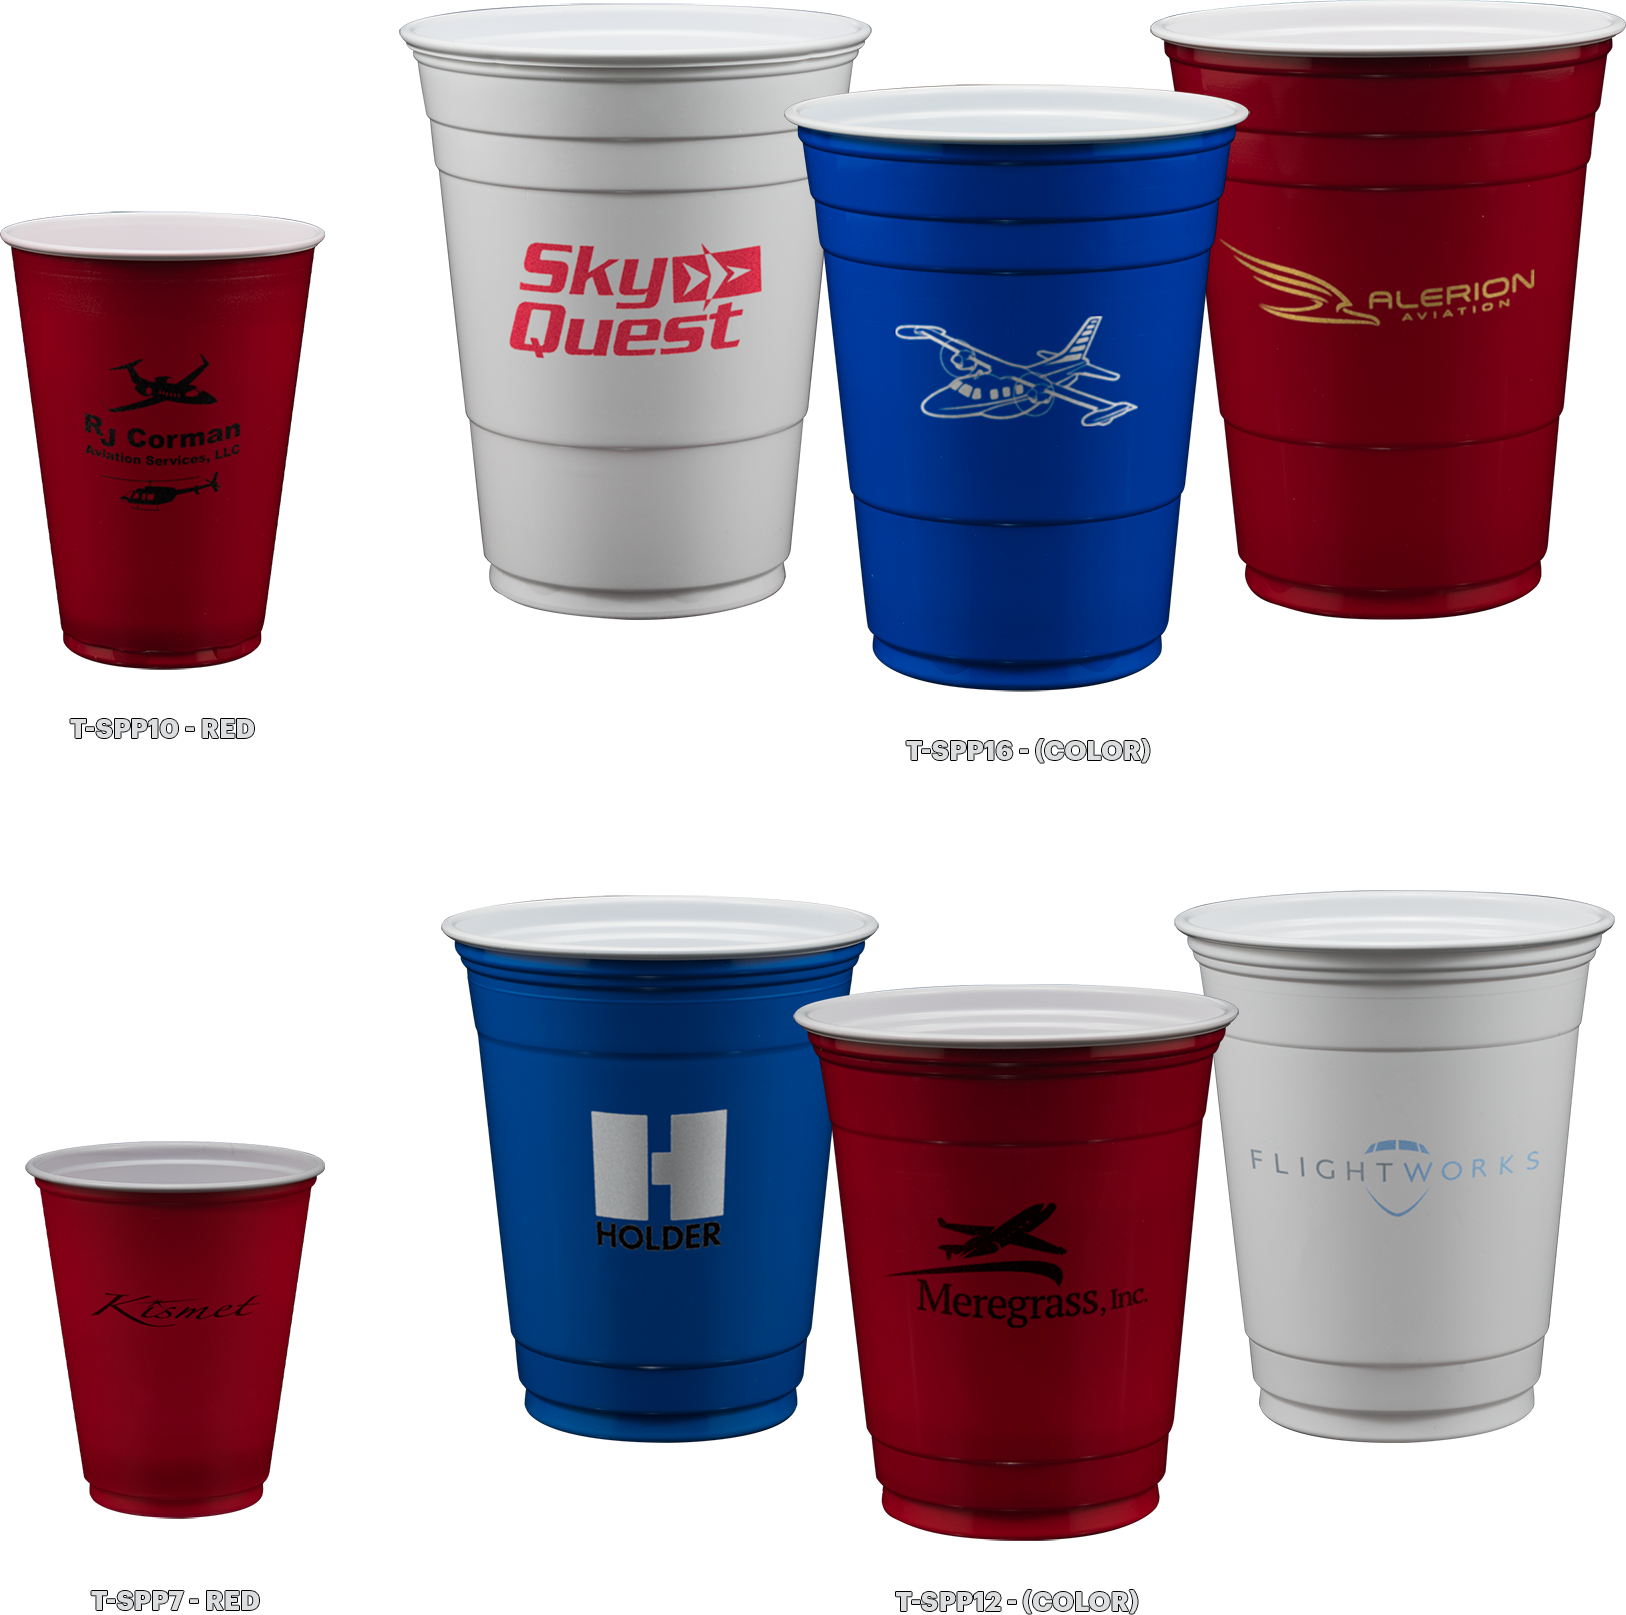 Sky
Quest
ALERION
AVIATION
RJ Corman
Aviation Services, LLC
T-SPP10 - RED
T-SPP16 - (COLOR)
HOLDER
FLIGHTWORKS
Meregrass, Inc.
Kismet
T-SPP7 - RED
T-SPP12 - (COLOR)